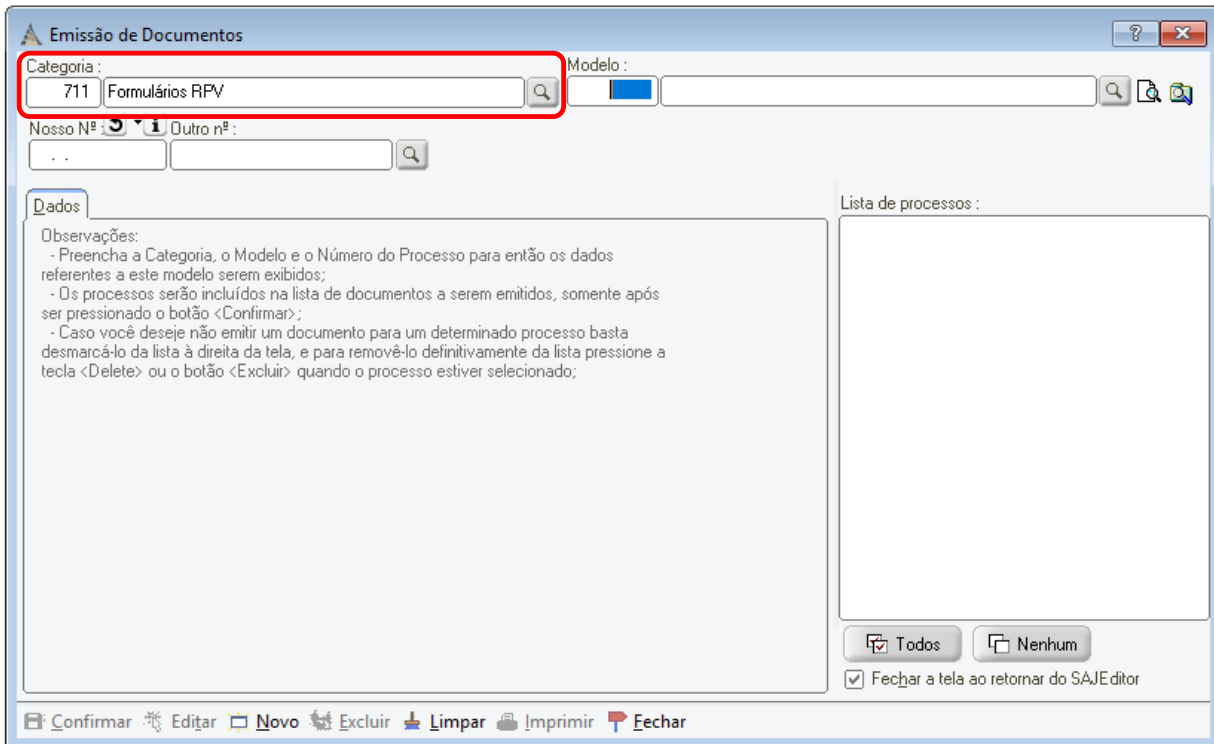 Emissão de Documentos
Categoria :
Modelo :
711 Formulários RPV
Nosso Nº : Outro nº :
. .
Dados
Lista de processos :
Observações:
- Preencha a Categoria, o Modelo e o Número do Processo para então os dados
referentes a este modelo serem exibidos;
- Os processos serão incluídos na lista de documentos a serem emitidos, somente após
ser pressionado o botão <Confirmar>;
- Caso você deseje não emitir um documento para um determinado processo basta
desmarcá-lo da lista à direita da tela, e para removê-lo definitivamente da lista pressione a
tecla <Delete> ou o botão <Excluir> quando o processo estiver selecionado;
Todos Nenhum
Fechar a tela ao retornar do SAJEditor
Confirmar Editar Novo Excluir Limpar Imprimir Fechar